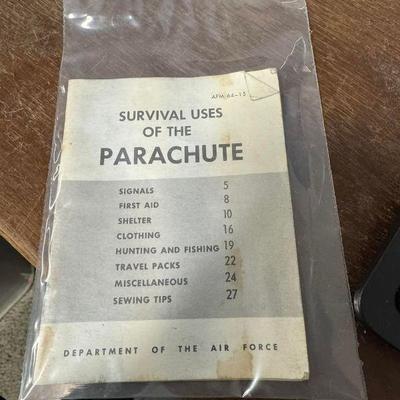 AFM 64-15
SURVIVAL USES
OF THE
PARACHUTE
SIGNALS 5
FIRST AID 8
SHELTER 10
CLOTHING 16
HUNTING AND FISHING 19
TRAVEL PACKS 22
MISCELLANEOUS 24
SEWING TIPS 27
DEPARTMENT OF THE AIR FORCE